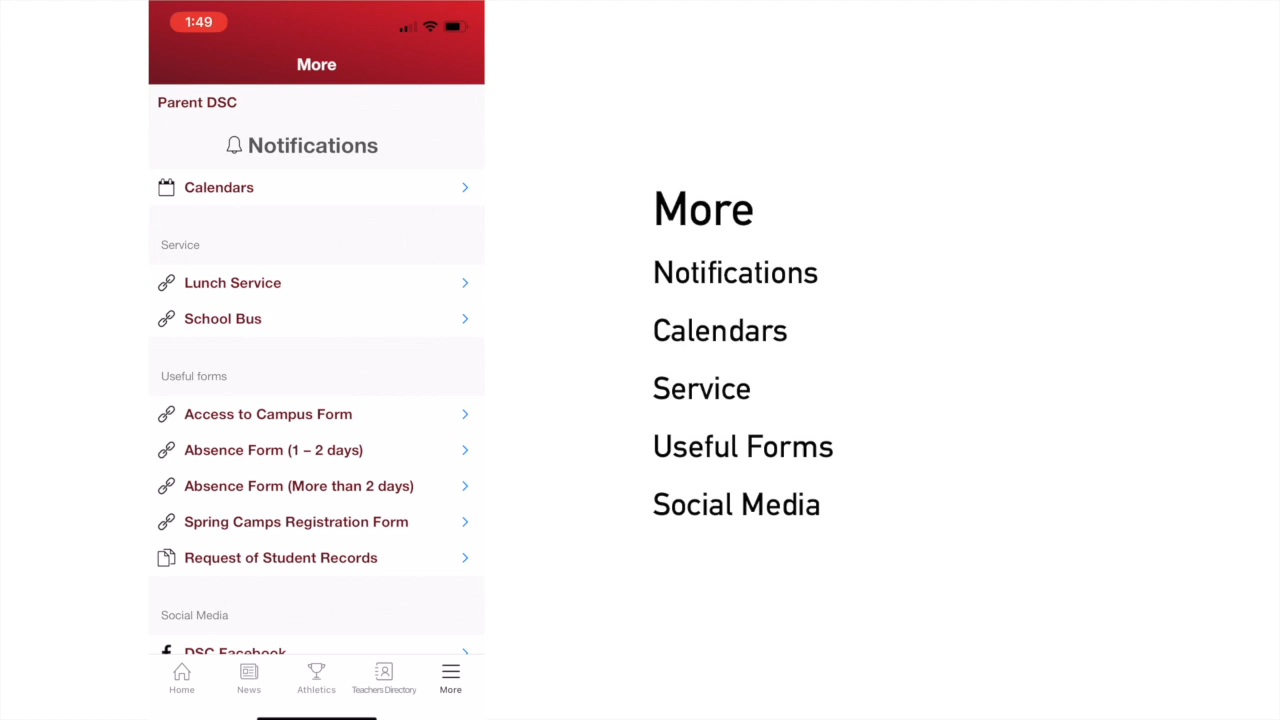 1:49
More
Parent DSC
Notifications
Calendars
Service
Lunch Service
School Bus
Useful forms
Access to Campus Form
Absence Form (1 – 2 days)
Absence Form (More than 2 days)
Spring Camps Registration Form
Request of Student Records
Social Media
DSC Facebook
Home
News
Athletics
Teachers Directory
More
More
Notifications
Calendars
Service
Useful Forms
Social Media